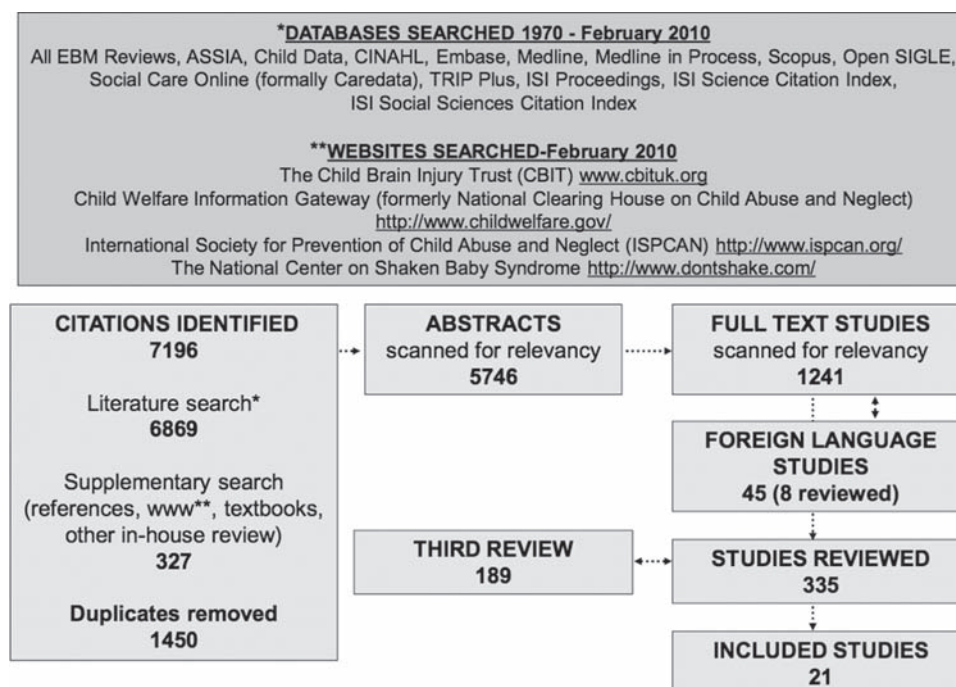 *DATABASES SEARCHED 1970 - February 2010
All EBM Reviews, ASSIA, Child Data, CINAHL, Embase, Medline, Medline in Process, Scopus, Open SIGLE,
Social Care Online (formally Caredata), TRIP Plus, ISI Proceedings, ISI Science Citation Index,
ISI Social Sciences Citation Index
**WEBSITES SEARCHED-February 2010
The Child Brain Injury Trust (CBIT) www.cbituk.org
Child Welfare Information Gateway (formerly National Clearing House on Child Abuse and Neglect)
http://www.childwelfare.gov/
International Society for Prevention of Child Abuse and Neglect (ISPCAN) http://www.ispcan.org/
The National Center on Shaken Baby Syndrome http://www.dontshake.com/
CITATIONS IDENTIFIED
7196
Literature search*
6869
Supplementary search
(references, www**, textbooks,
other in-house review)
327
Duplicates removed
1450
ABSTRACTS
scanned for relevancy
5746
FULL TEXT STUDIES
scanned for relevancy
1241
FOREIGN LANGUAGE
STUDIES
45 (8 reviewed)
THIRD REVIEW
189
STUDIES REVIEWED
335
INCLUDED STUDIES
21